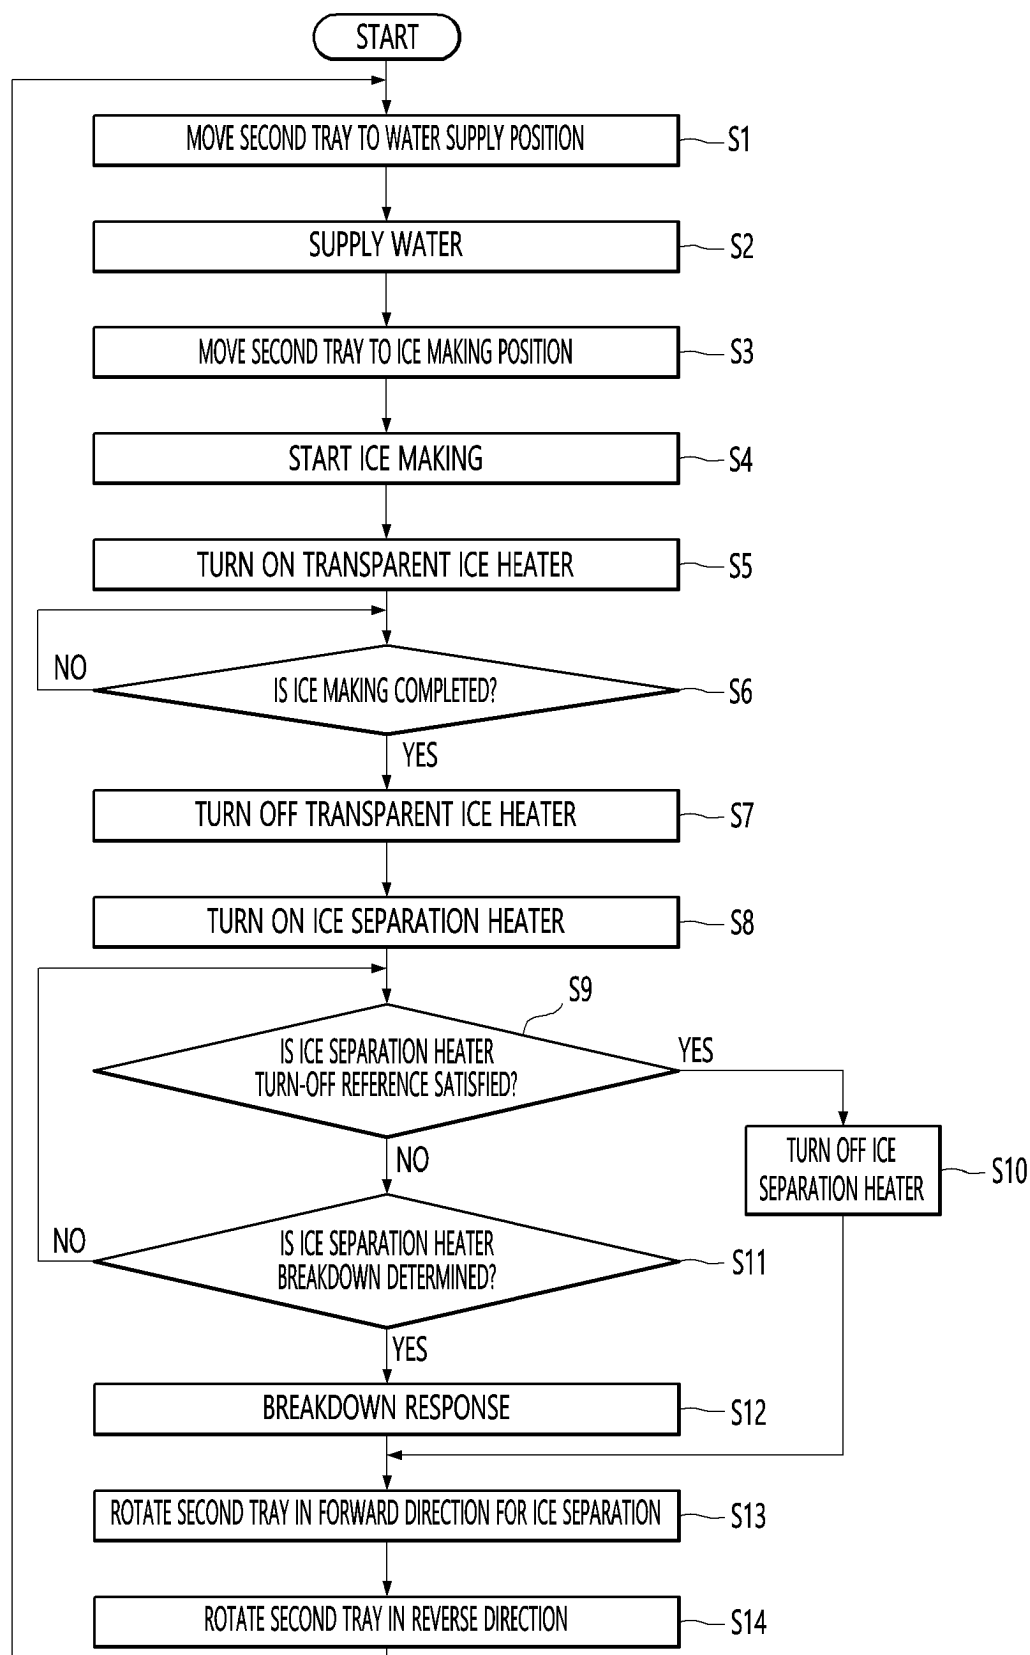 START
MOVE SECOND TRAY TO WATER SUPPLY POSITION
S1
SUPPLY WATER
S2
MOVE SECOND TRAY TO ICE MAKING POSITION
S3
START ICE MAKING
S4
TURN ON TRANSPARENT ICE HEATER
S5
NO
IS ICE MAKING COMPLETED?
S6
YES
TURN OFF TRANSPARENT ICE HEATER
S7
TURN ON ICE SEPARATION HEATER
S8
S9
IS ICE SEPARATION HEATER
TURN-OFF REFERENCE SATISFIED?
YES
NO
TURN OFF ICE
SEPARATION HEATER
S10
NO
IS ICE SEPARATION HEATER
BREAKDOWN DETERMINED?
S11
YES
BREAKDOWN RESPONSE
S12
ROTATE SECOND TRAY IN FORWARD DIRECTION FOR ICE SEPARATION
S13
ROTATE SECOND TRAY IN REVERSE DIRECTION
S14